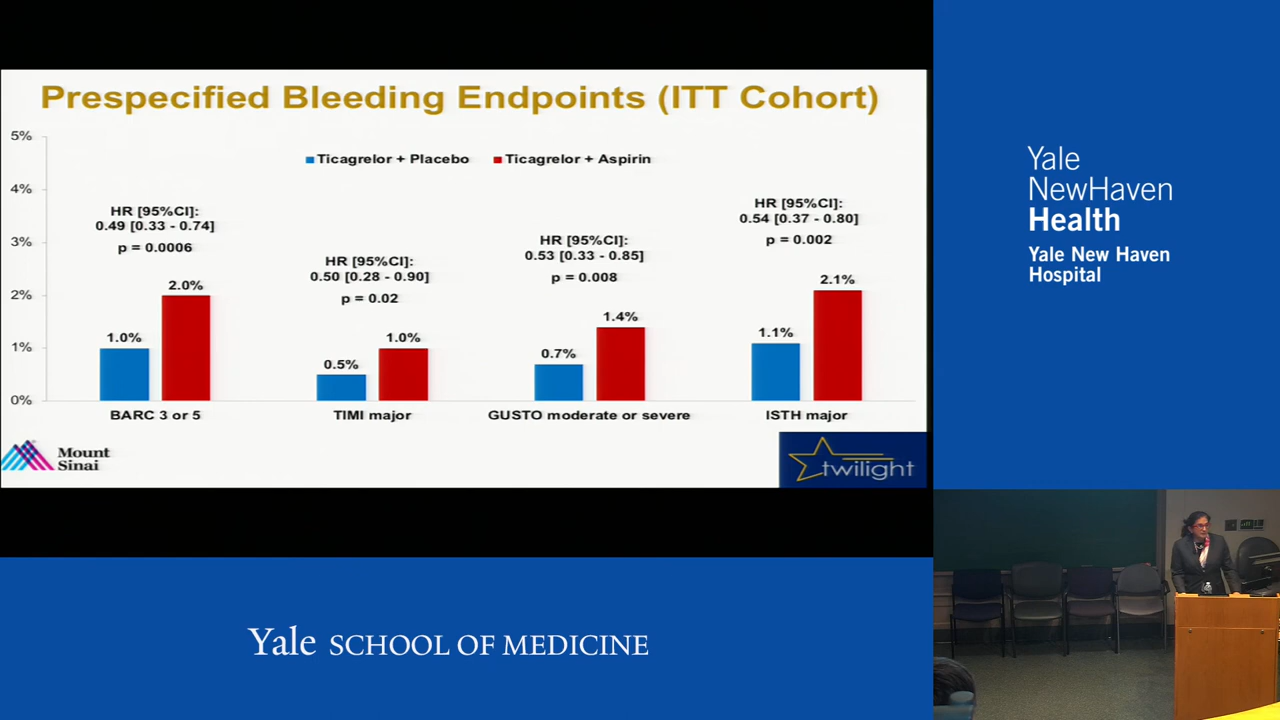 Prespecified Bleeding Endpoints (ITT Cohort)
5%
4%
3%
2%
1%
0%
Ticagrelor + Placebo
Ticagrelor + Aspirin
HR [95%CI]:
0.49 [0.33 - 0.74]
p = 0.0006
1.0%
2.0%
BARC 3 or 5
HR [95%CI]:
0.50 [0.28 - 0.90]
p = 0.02
0.5%
1.0%
TIMI major
HR [95%CI]:
0.53 [0.33 - 0.85]
p = 0.008
0.7%
1.4%
GUSTO moderate or severe
HR [95%CI]:
0.54 [0.37 - 0.80]
p = 0.002
1.1%
2.1%
ISTH major
Mount
Sinai
twilight
Yale
NewHaven
Health
Yale New Haven
Hospital
Yale SCHOOL OF MEDICINE